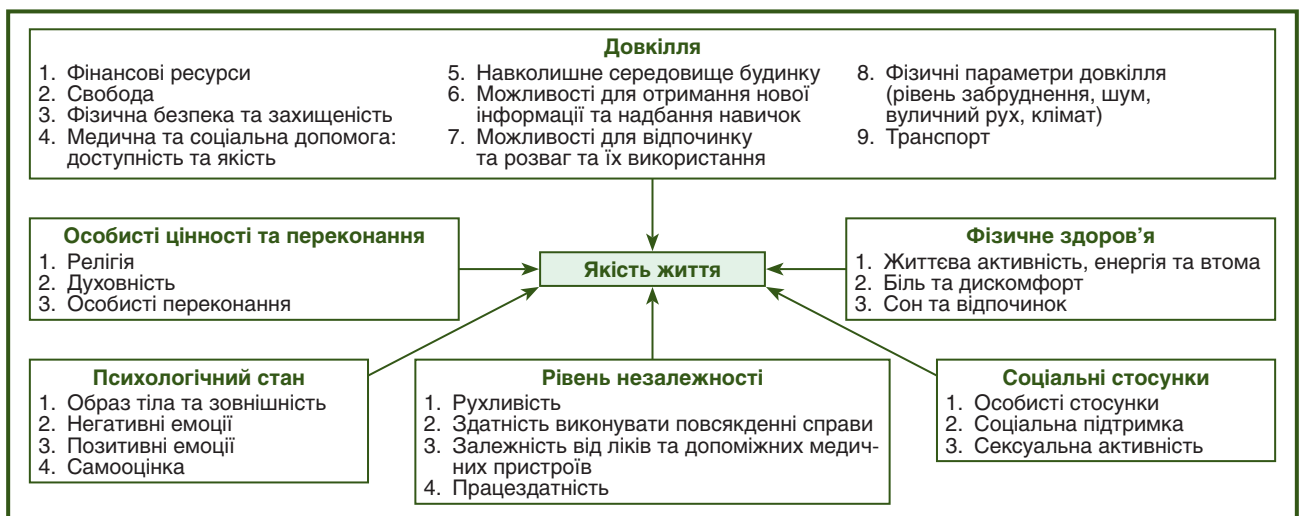 Довкілля
1. Фінансові ресурси
2. Свобода
3. Фізична безпека та захищеність
4. Медична та соціальна допомога:
доступність та якість
5. Навколишнє середовище будинку
6. Можливості для отримання нової
інформації та надбання навичок
7. Можливості для відпочинку
та розваг та їх використання
8. Фізичні параметри довкілля
(рівень забруднення, шум,
вуличний рух, клімат)
9. Транспорт
Особисті цінності та переконання
1. Релігія
2. Духовність
3. Особисті переконання
Якість життя
Фізичне здоров’я
1. Життєва активність, енергія та втома
2. Біль та дискомфорт
3. Сон та відпочинок
Психологічний стан
1. Образ тіла та зовнішність
2. Негативні емоції
3. Позитивні емоції
4. Самооцінка
Рівень незалежності
1. Рухливість
2. Здатність виконувати повсякденні справи
3. Залежність від ліків та допоміжних медич-
них пристроїв
4. Працездатність
Соціальні стосунки
1. Особисті стосунки
2. Соціальна підтримка
3. Сексуальна активність